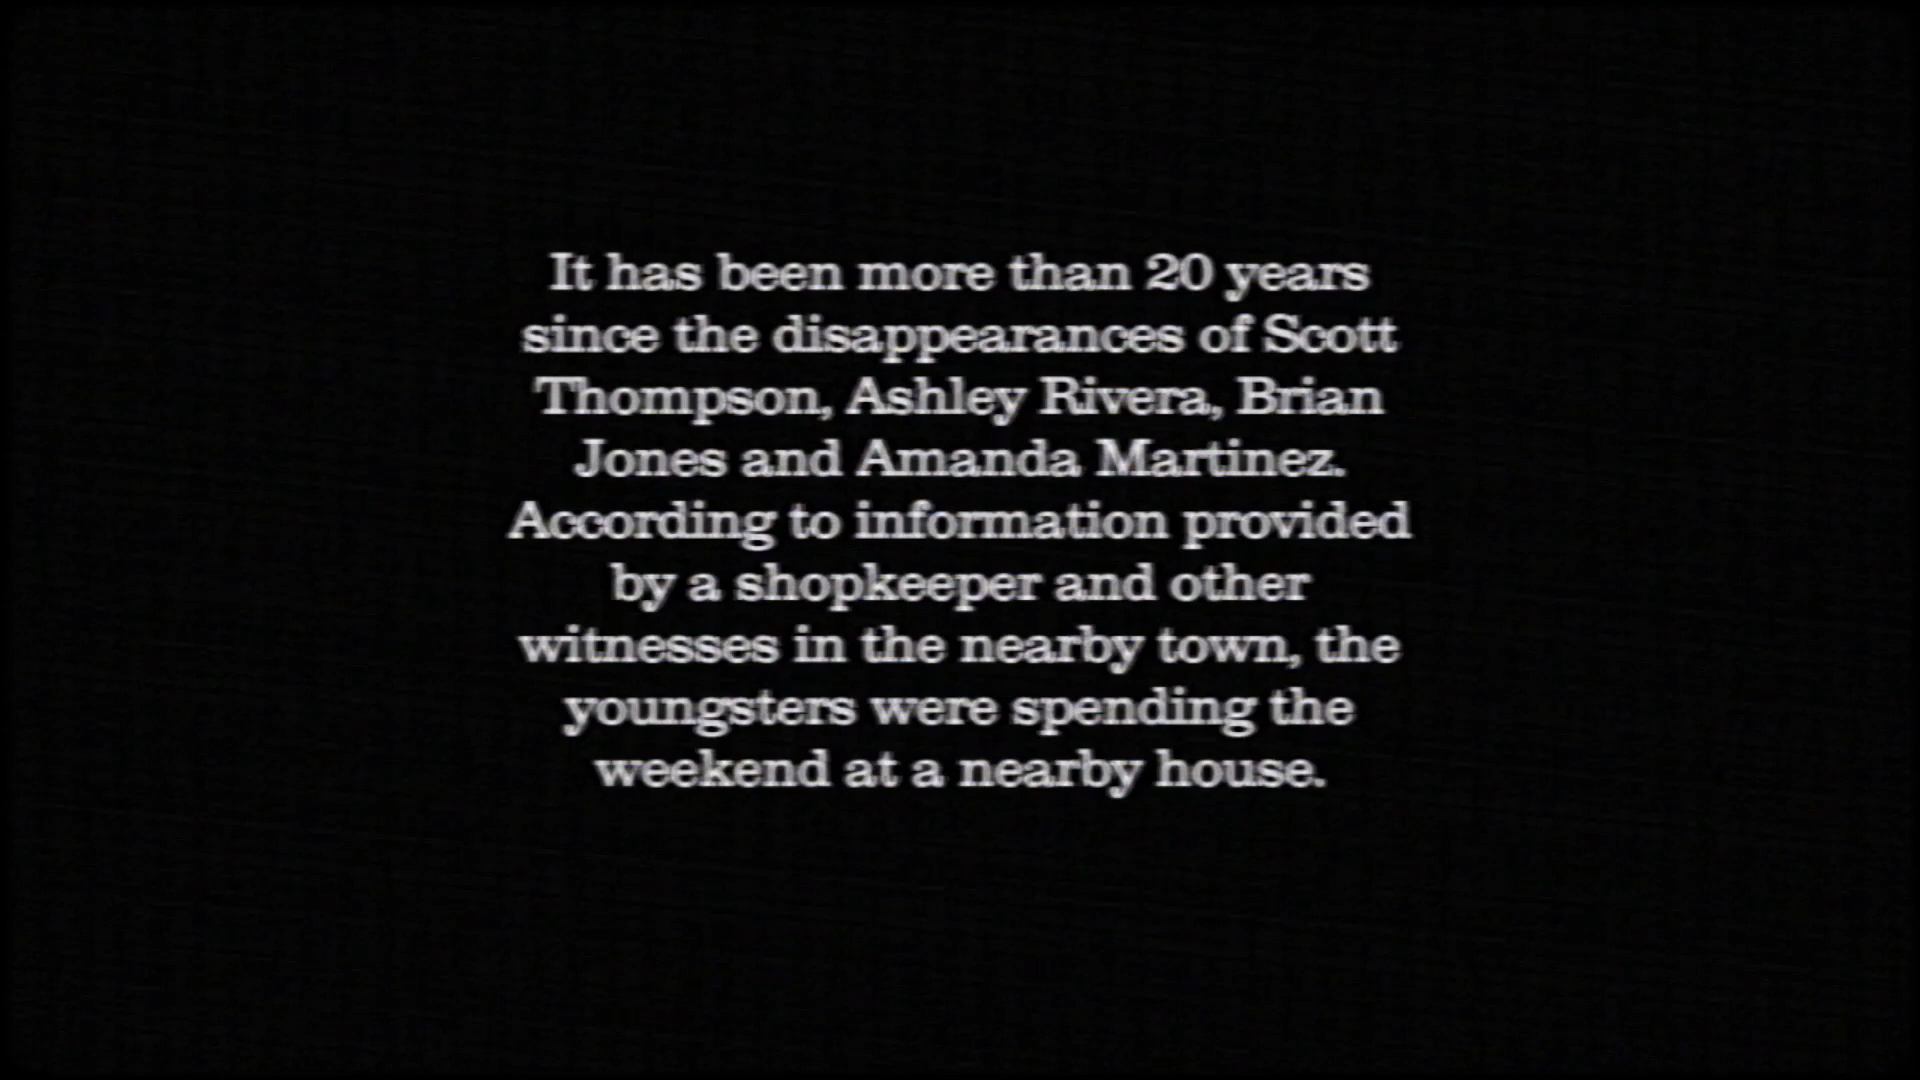 It has been more than 20 years
since the disappearances of Scott
Thompson, Ashley Rivera, Brian
Jones and Amanda Martinez.
According to information provided
by a shopkeeper and other
witnesses in the nearby town, the
youngsters were spending the
weekend at a nearby house.